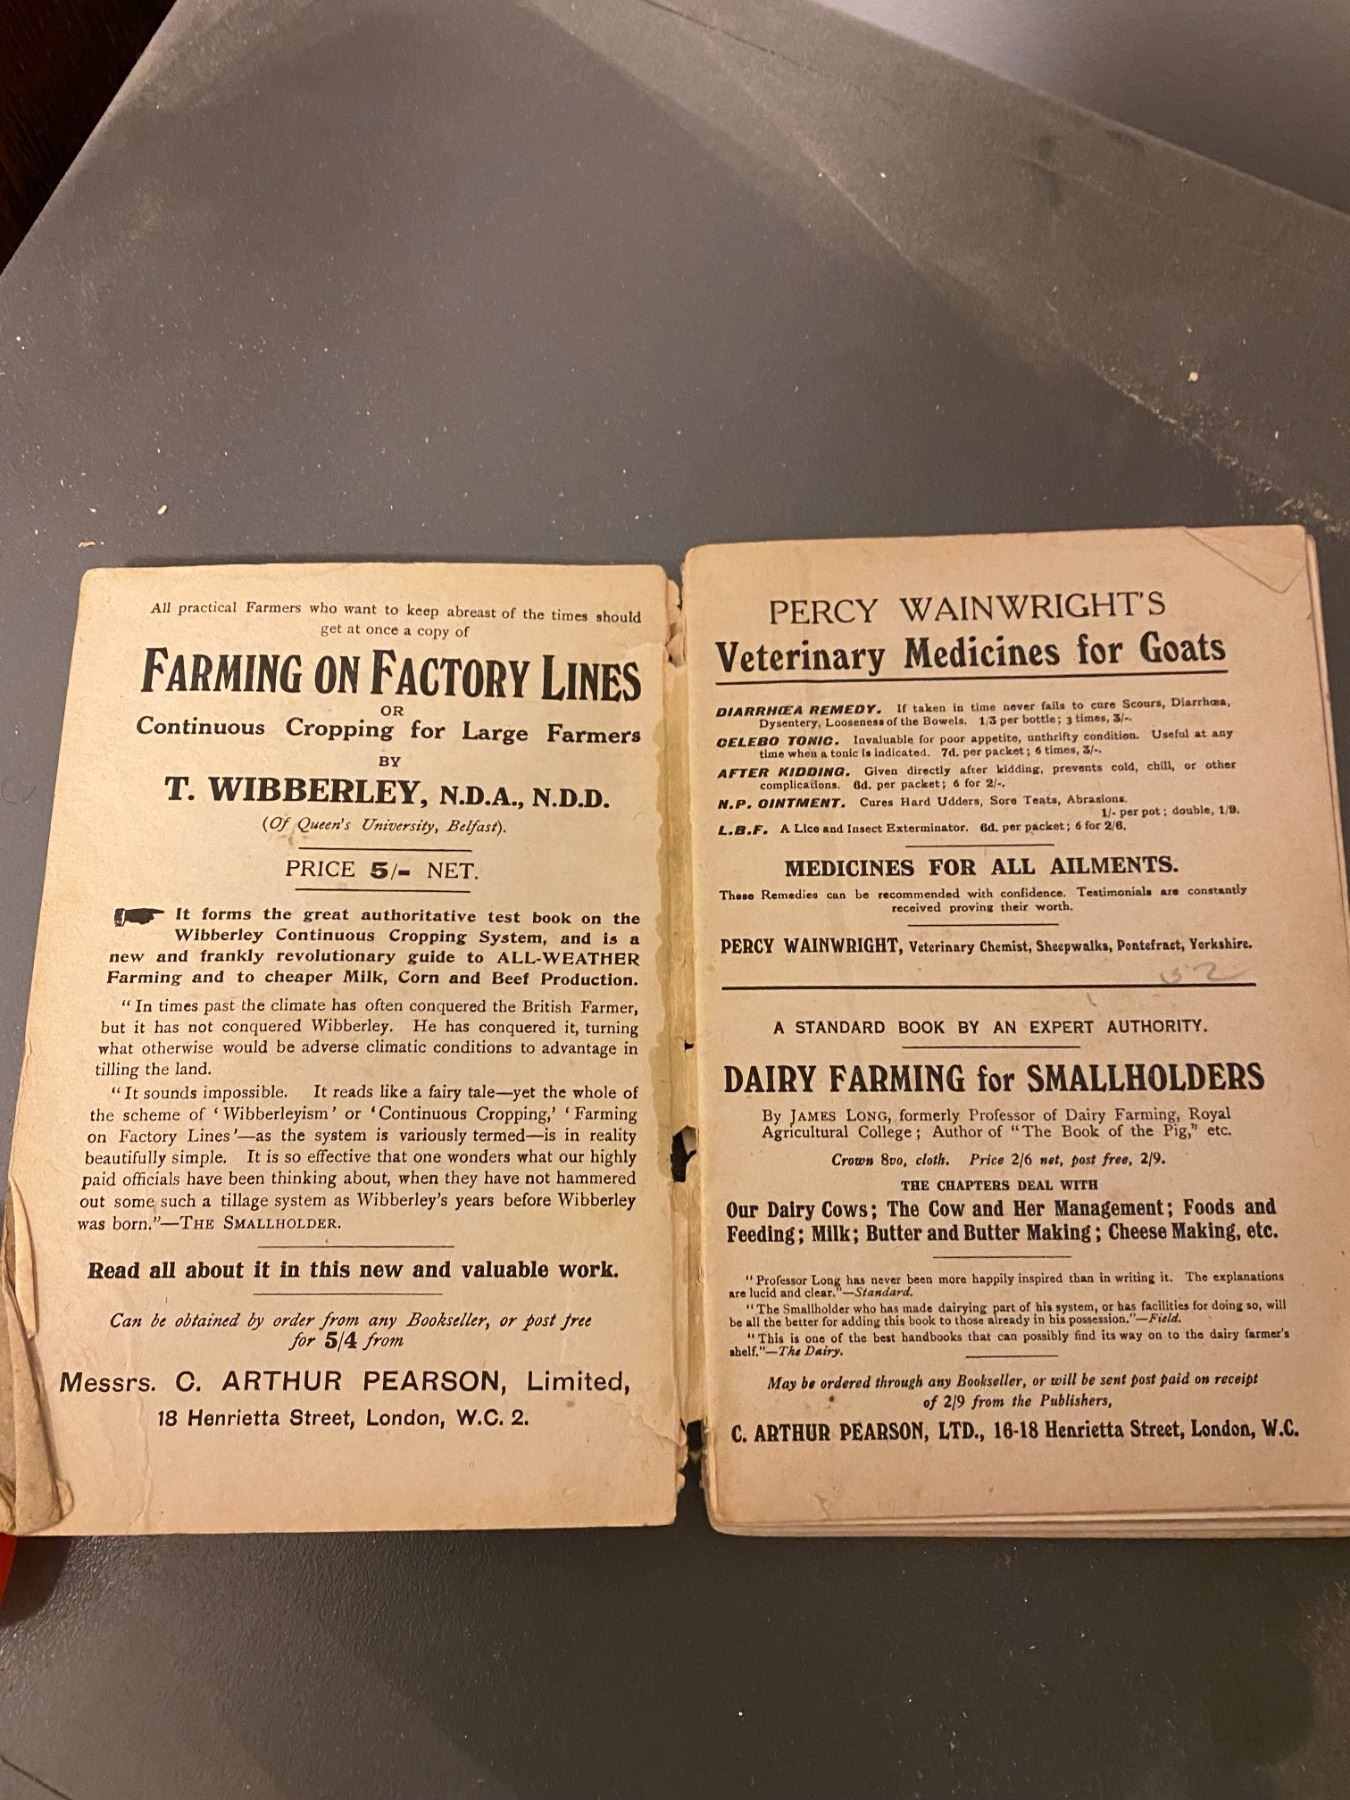 All practical Farmers who want to keep abreast of the times should
get at once a copy of
FARMING ON FACTORY LINES
OR
Continuous Cropping for Large Farmers
BY
T. WIBBERLEY, N.D.A., N.D.D.
(Of Queen's University, Belfast).
PRICE 5/- NET.
It forms the great authoritative test book on the
Wibberley Continuous Cropping System, and is a
new and frankly revolutionary guide to ALL-WEATHER
Farming and to cheaper Milk, Corn and Beef Production.
"In times past the climate has often conquered the British Farmer,
but it has not conquered Wibberley. He has conquered it, turning
what otherwise would be adverse climatic conditions to advantage in
tilling the land.
"It sounds impossible. It reads like a fairy tale—yet the whole of
the scheme of 'Wibberleyism' or 'Continuous Cropping,' 'Farming
on Factory Lines'—as the system is variously termed—is in reality
beautifully simple. It is so effective that one wonders what our highly
paid officials have been thinking about, when they have not hammered
out some such a tillage system as Wibberley's years before Wibberley
was born."—THE SMALLHOLDER.
Read all about it in this new and valuable work.
Can be obtained by order from any Bookseller, or post free
for 5/4 from
Messrs. C. ARTHUR PEARSON, Limited,
18 Henrietta Street, London, W.C. 2.
PERCY WAINWRIGHT'S
Veterinary Medicines for Goats
DIARRHŒA REMEDY. If taken in time never fails to cure Scours, Diarrhœa,
Dysentery, Looseness of the Bowels. 1/3 per bottle; 3 times, 3/-.
CELEBO TONIC. Invaluable for poor appetite, unthrifty condition. Useful at any
time when a tonic is indicated. 7d. per packet; 6 times, 3/-.
AFTER KIDDING. Given directly after kidding, prevents cold, chill, or other
complications. 6d. per packet; 6 for 2/-.
N.P. OINTMENT. Cures Hard Udders, Sore Teats, Abrasions.
1/- per pot; double, 1/9.
L.B.F. A Lice and Insect Exterminator. 6d. per packet; 6 for 2/6.
MEDICINES FOR ALL AILMENTS.
These Remedies can be recommended with confidence. Testimonials are constantly
received proving their worth.
PERCY WAINWRIGHT, Veterinary Chemist, Sheepwalks, Pontefract, Yorkshire.
A STANDARD BOOK BY AN EXPERT AUTHORITY.
DAIRY FARMING for SMALLHOLDERS
By JAMES LONG, formerly Professor of Dairy Farming, Royal
Agricultural College; Author of "The Book of the Pig," etc.
Crown 8vo, cloth. Price 2/6 net, post free, 2/9.
THE CHAPTERS DEAL WITH
Our Dairy Cows; The Cow and Her Management; Foods and
Feeding; Milk; Butter and Butter Making; Cheese Making, etc.
"Professor Long has never been more happily inspired than in writing it. The explanations
are lucid and clear."—Standard.
"The Smallholder who has made dairying part of his system, or has facilities for doing so, will
be all the better for adding this book to those already in his possession."—Field.
"This is one of the best handbooks that can possibly find its way on to the dairy farmer's
shelf."—The Dairy.
May be ordered through any Bookseller, or will be sent post paid on receipt
of 2/9 from the Publishers,
C. ARTHUR PEARSON, LTD., 16-18 Henrietta Street, London, W.C.